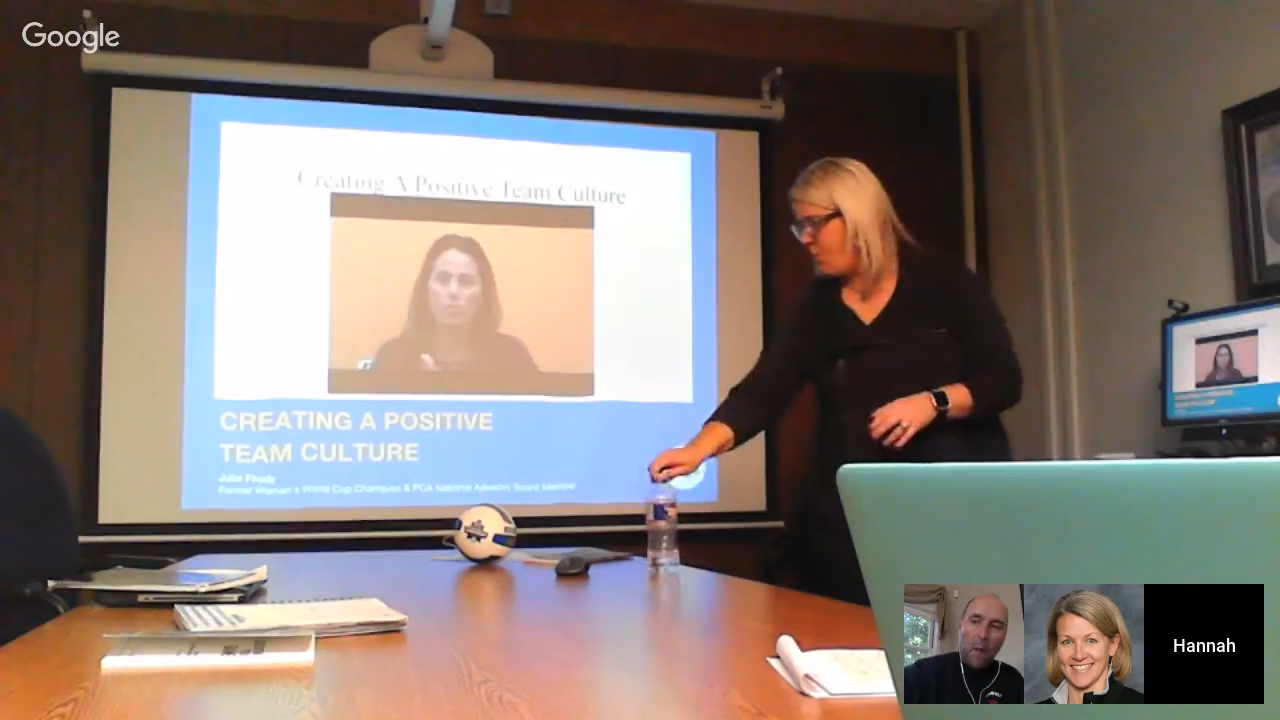 Google
Creating A Positive Team Culture
CREATING A POSITIVE
TEAM CULTURE
Julie Foudy
Former Woman's World Cup Champion & PCA National Advisory Board Member
Hannah